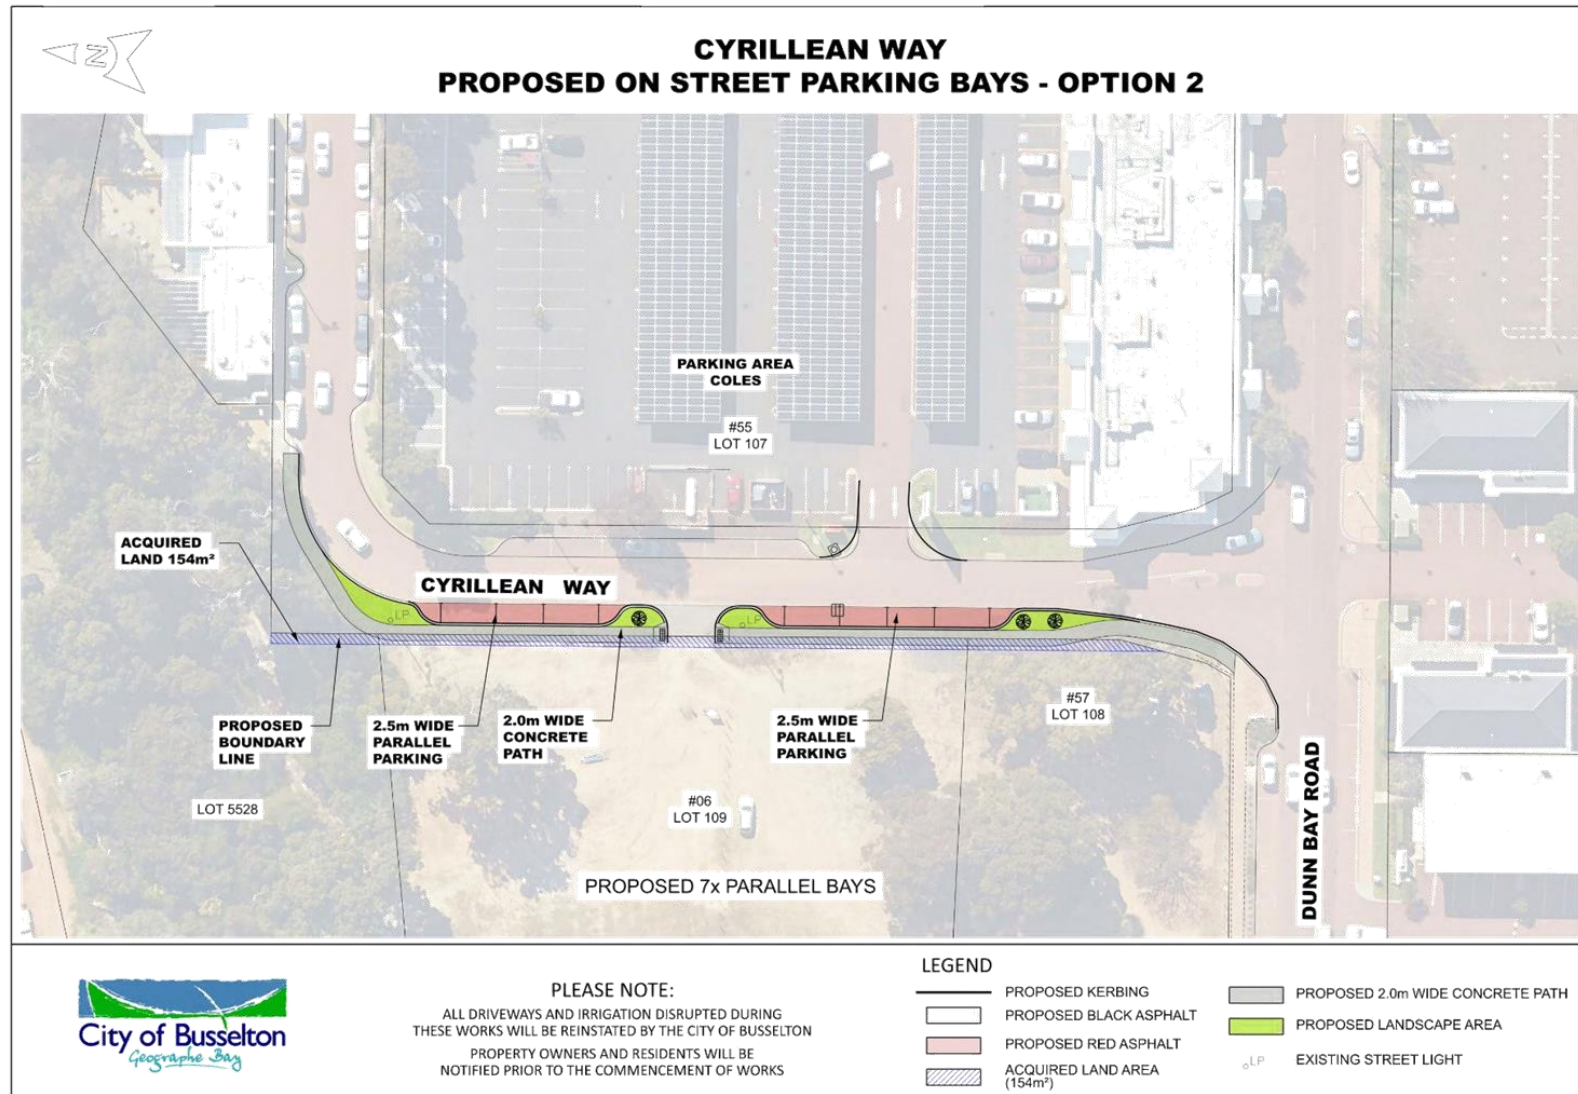 N
CYRILLEAN WAY
PROPOSED ON STREET PARKING BAYS - OPTION 2
PARKING AREA
COLES
#55
LOT 107
ACQUIRED
LAND 154m²
CYRILLEAN WAY
LP
LP
PROPOSED
BOUNDARY
LINE
2.5m WIDE
PARALLEL
PARKING
2.0m WIDE
CONCRETE
PATH
2.5m WIDE
PARALLEL
PARKING
#57
LOT 108
LOT 5528
#06
LOT 109
DUNN BAY ROAD
PROPOSED 7x PARALLEL BAYS
City of Busselton
Geographe Bay
PLEASE NOTE:
ALL DRIVEWAYS AND IRRIGATION DISRUPTED DURING
THESE WORKS WILL BE REINSTATED BY THE CITY OF BUSSELTON
PROPERTY OWNERS AND RESIDENTS WILL BE
NOTIFIED PRIOR TO THE COMMENCEMENT OF WORKS
LEGEND
PROPOSED KERBING
PROPOSED BLACK ASPHALT
PROPOSED RED ASPHALT
ACQUIRED LAND AREA
(154m²)
PROPOSED 2.0m WIDE CONCRETE PATH
PROPOSED LANDSCAPE AREA
LP
EXISTING STREET LIGHT